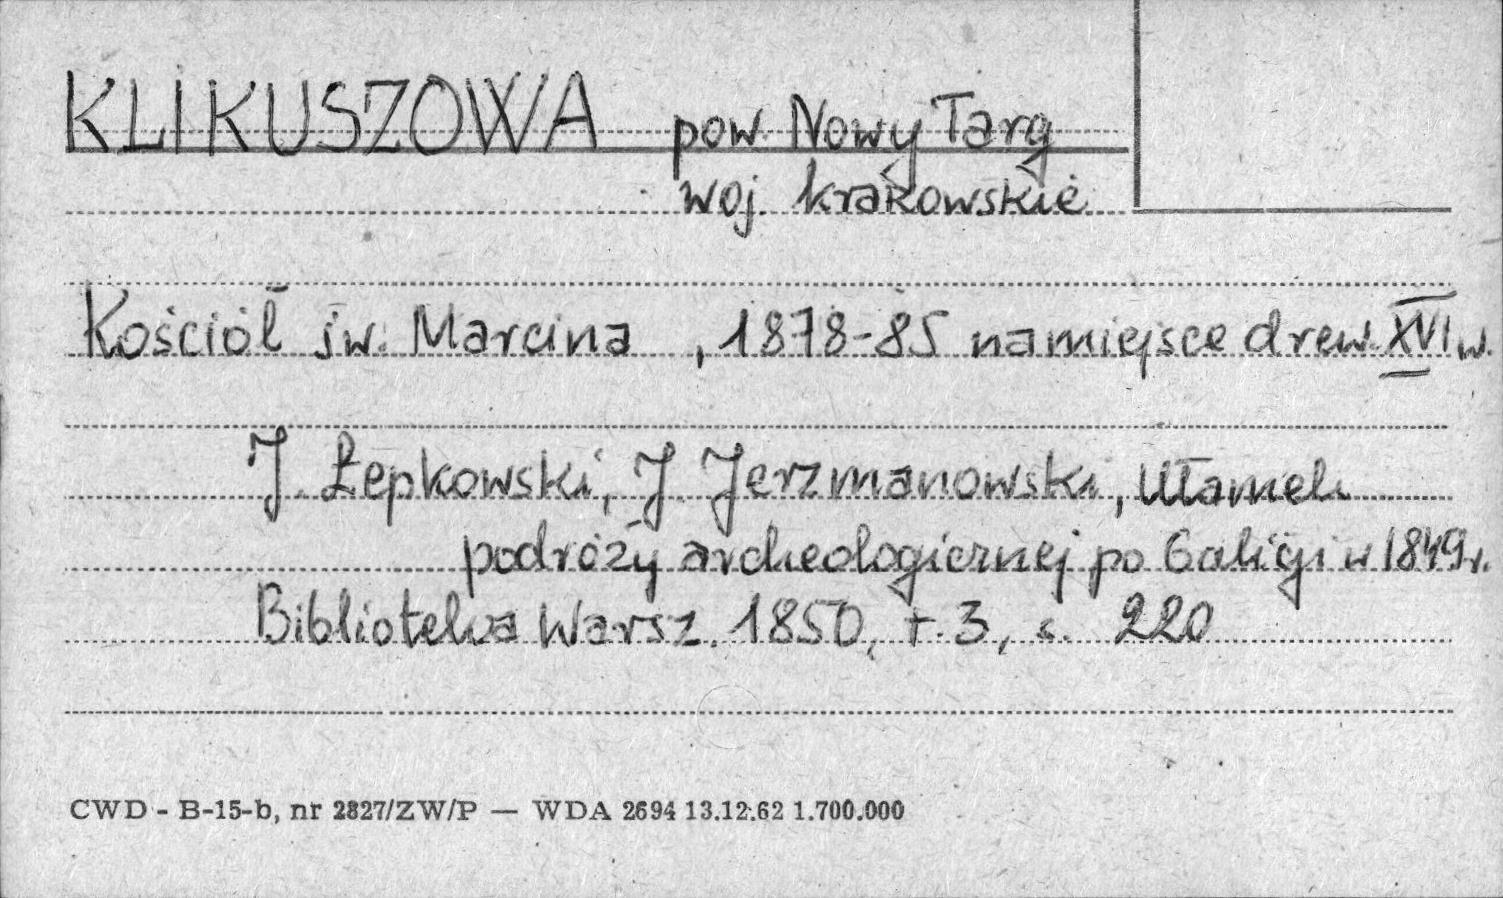 KLIKUSZOWA pow. Nowy Targ
woj. krakowskie
Kościół św. Marcina , 1878-85 na miejsce drew. XVI w.
J. Łepkowski, J. Jerzmanowski, Ułamek
podróży archeologicznej po Galicji w 1849 r.
Biblioteka Warsz. 1850, t. 3, s. 220
CWD - B-15-b, nr 2827/ZW/P — WDA 2694 13.12.62 1.700.000